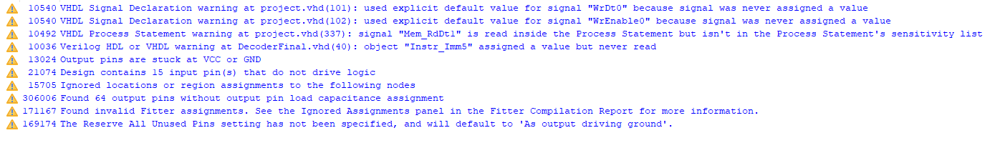 10540 VHDL Signal Declaration warning at project.vhd(101): used explicit default value for signal "WrDt0" because signal was never assigned a value
10540 VHDL Signal Declaration warning at project.vhd(102): used explicit default value for signal "WrEnable0" because signal was never assigned a value
10492 VHDL Process Statement warning at project.vhd(337): signal "Mem_RdDt1" is read inside the Process Statement but isn't in the Process Statement's sensitivity list
10036 Verilog HDL or VHDL warning at DecoderFinal.vhd(40): object "Instr_Imm5" assigned a value but never read
13024 Output pins are stuck at VCC or GND
21074 Design contains 15 input pin(s) that do not drive logic
15705 Ignored locations or region assignments to the following nodes
306006 Found 64 output pins without output pin load capacitance assignment
171167 Found invalid Fitter assignments. See the Ignored Assignments panel in the Fitter Compilation Report for more information.
169174 The Reserve All Unused Pins setting has not been specified, and will default to 'As output driving ground'.